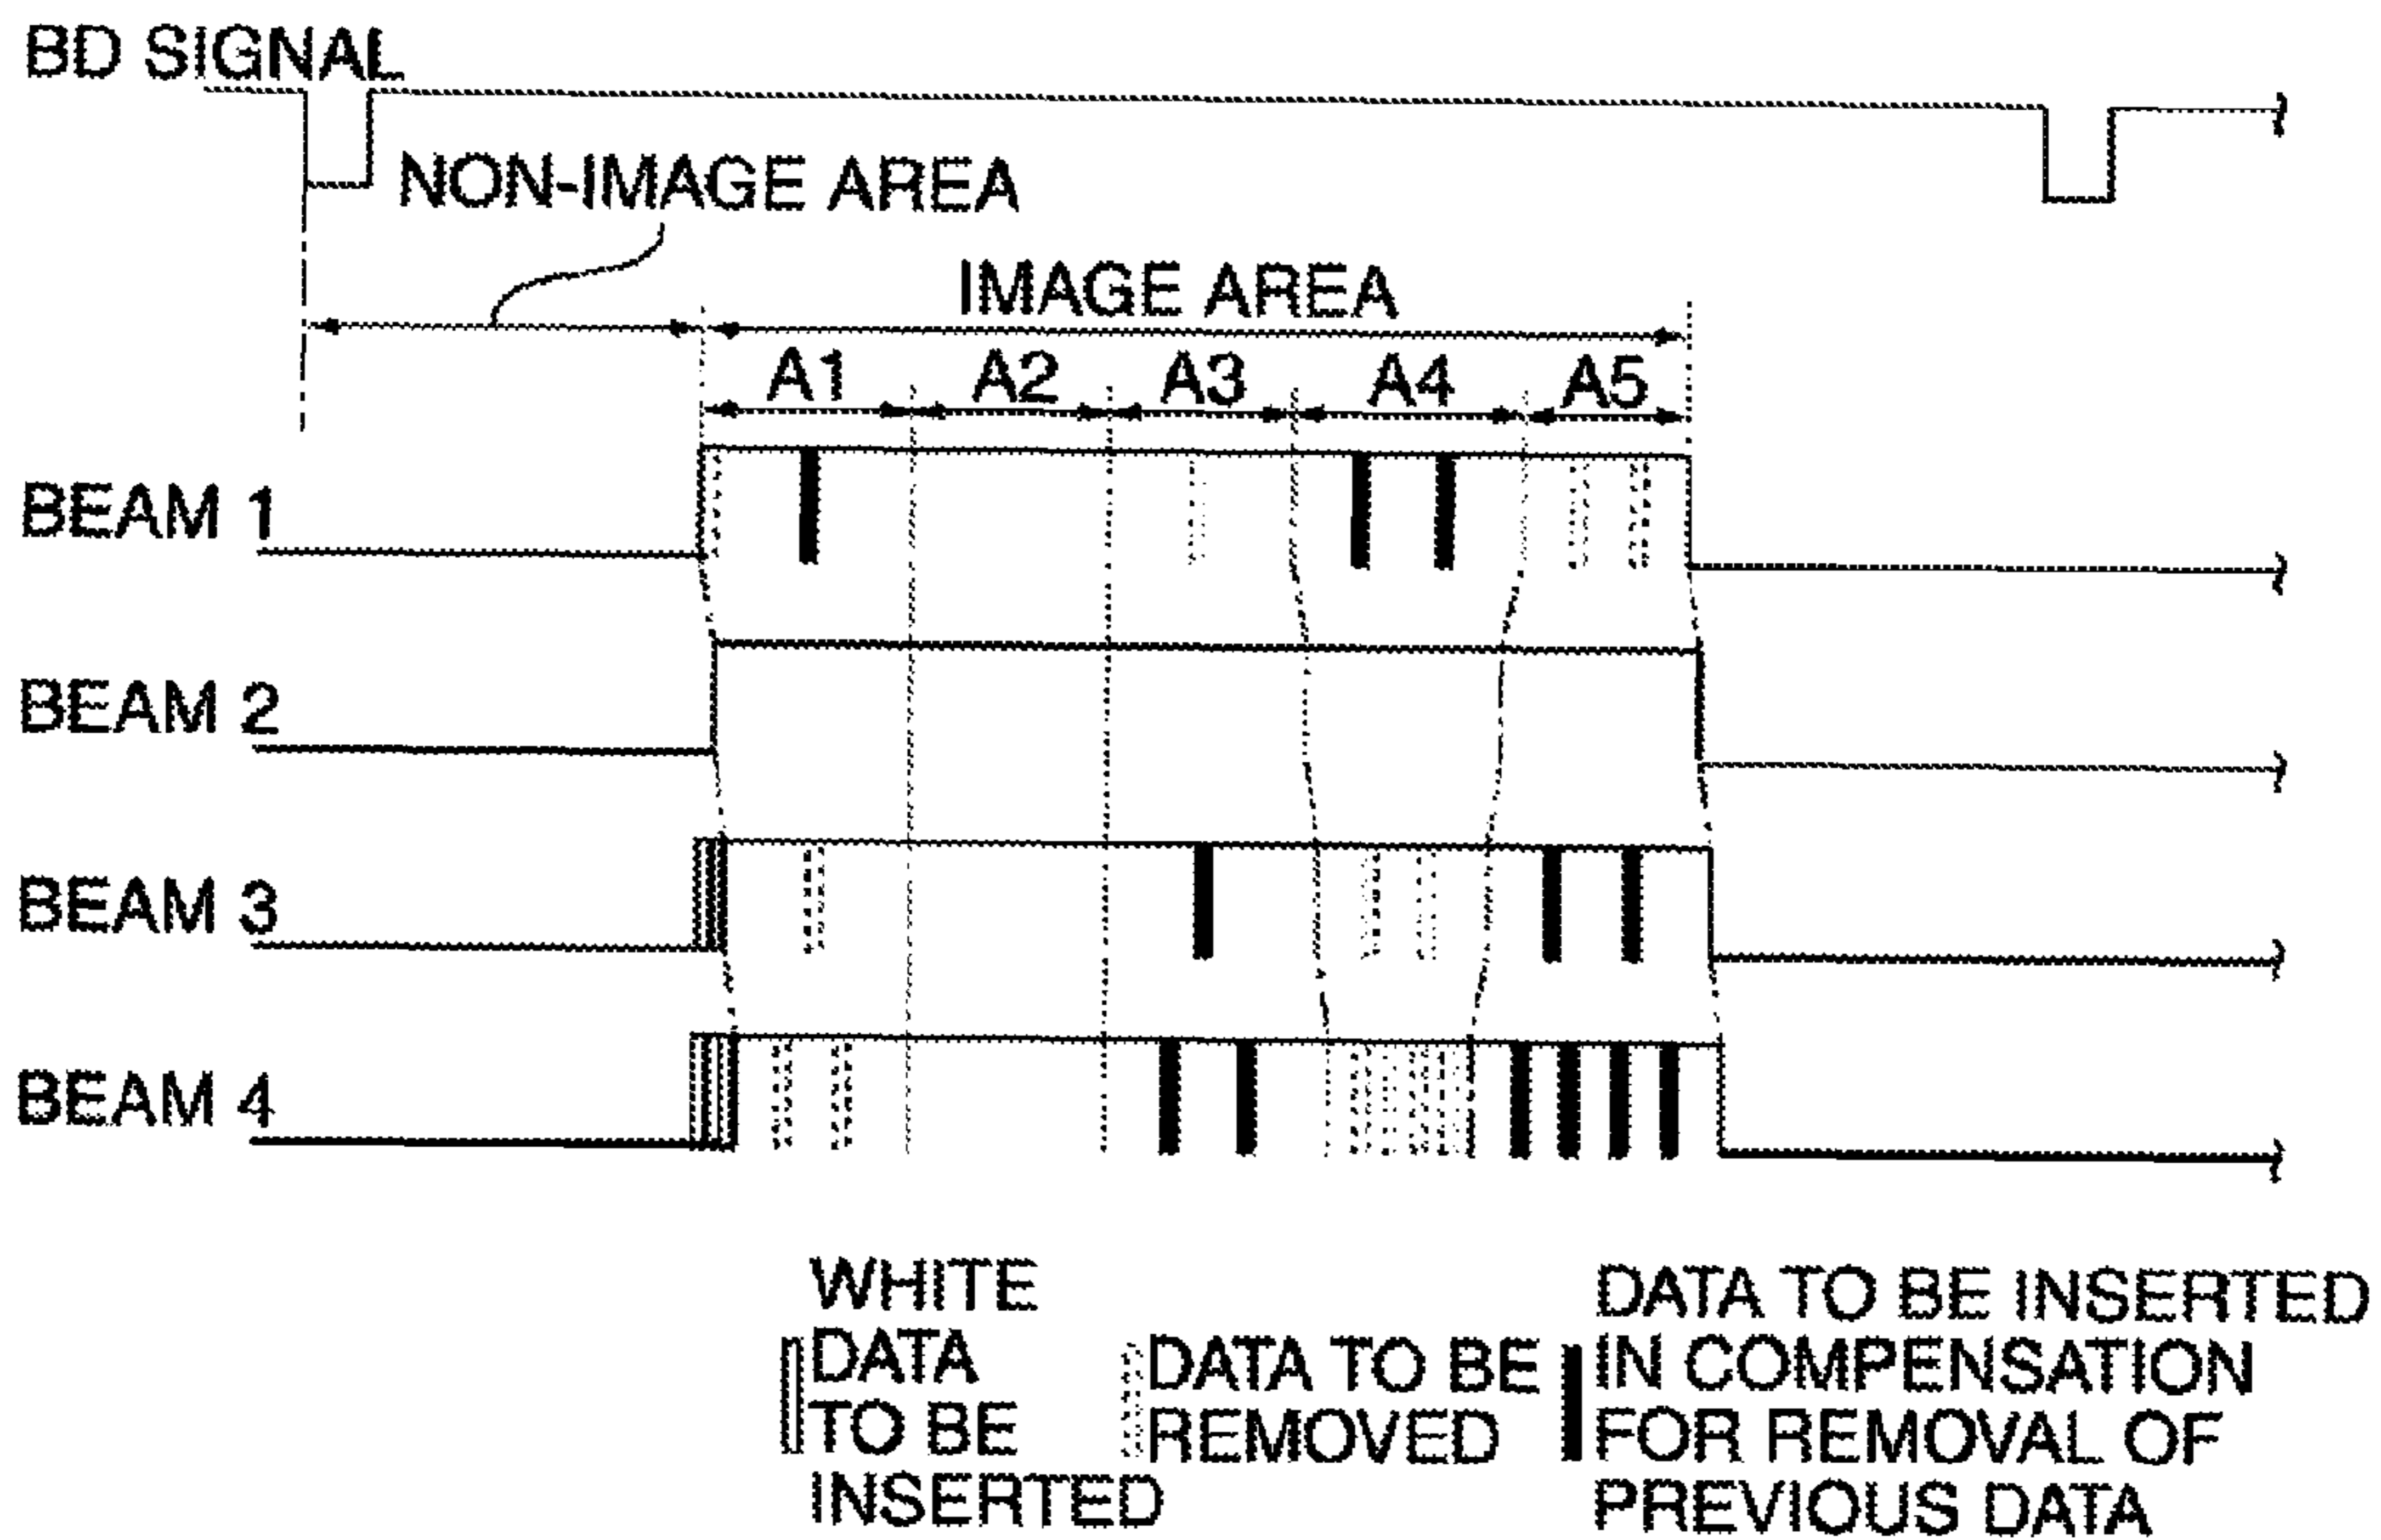 BD SIGNAL
NON-IMAGE AREA
IMAGE AREA
A1 A2 A3 A4 A5
BEAM 1
BEAM 2
BEAM 3
BEAM 4
WHITE
DATA
TO BE
INSERTED
DATA TO BE
REMOVED
DATA TO BE INSERTED
IN COMPENSATION
FOR REMOVAL OF
PREVIOUS DATA